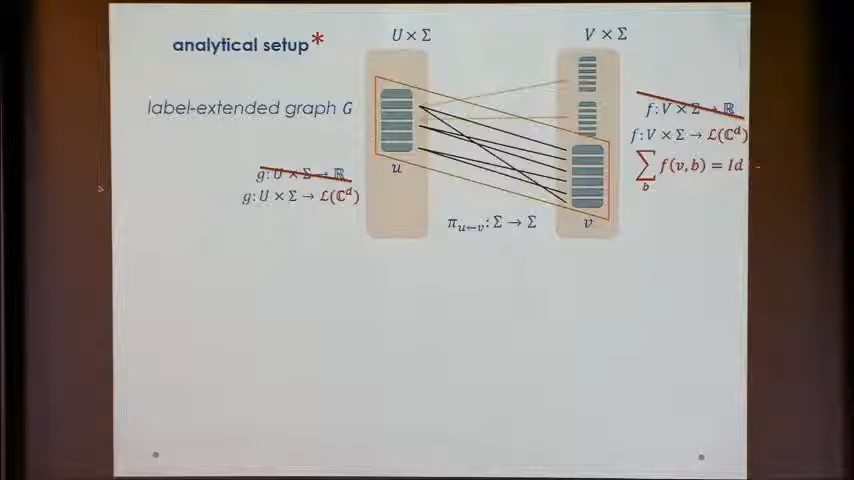 analytical setup*
U × Σ
V × Σ
label-extended graph G
f: V × Σ → ℝ
f: V × Σ → ℒ(ℂᵈ)
∑_b f(v, b) = Id
g: U × Σ → ℝ
g: U × Σ → ℒ(ℂᵈ)
u
π_{u←v}: Σ → Σ
v